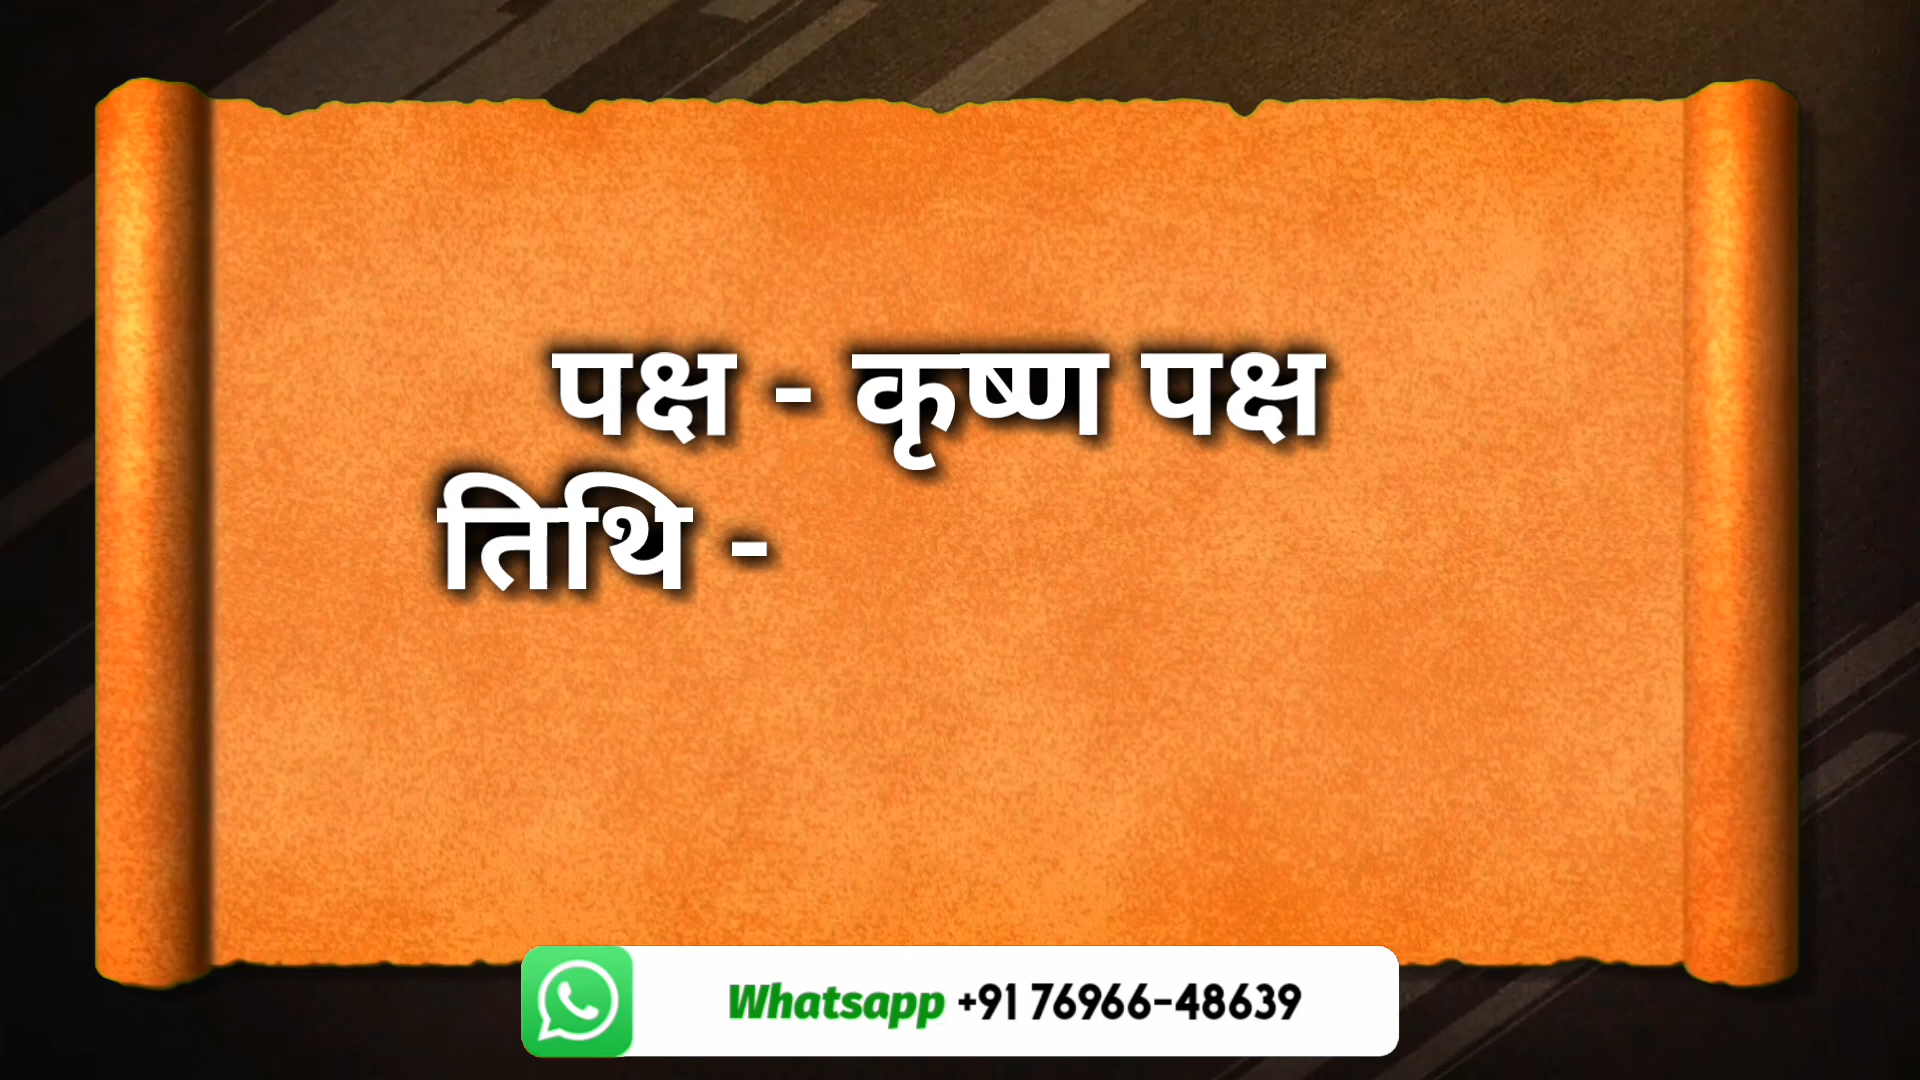 पक्ष - कृष्ण पक्ष
तिथि -
Whatsapp +91 76966-48639